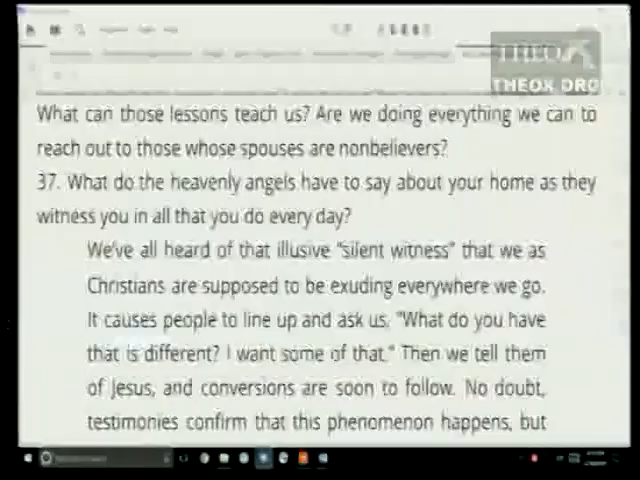 THEOX
THEOX ORG
What can those lessons teach us? Are we doing everything we can to
reach out to those whose spouses are nonbelievers?
37. What do the heavenly angels have to say about your home as they
witness you in all that you do every day?
We've all heard of that illusive "silent witness" that we as
Christians are supposed to be exuding everywhere we go.
It causes people to line up and ask us, "What do you have
that is different? I want some of that." Then we tell them
of Jesus, and conversions are soon to follow. No doubt,
testimonies confirm that this phenomenon happens, but